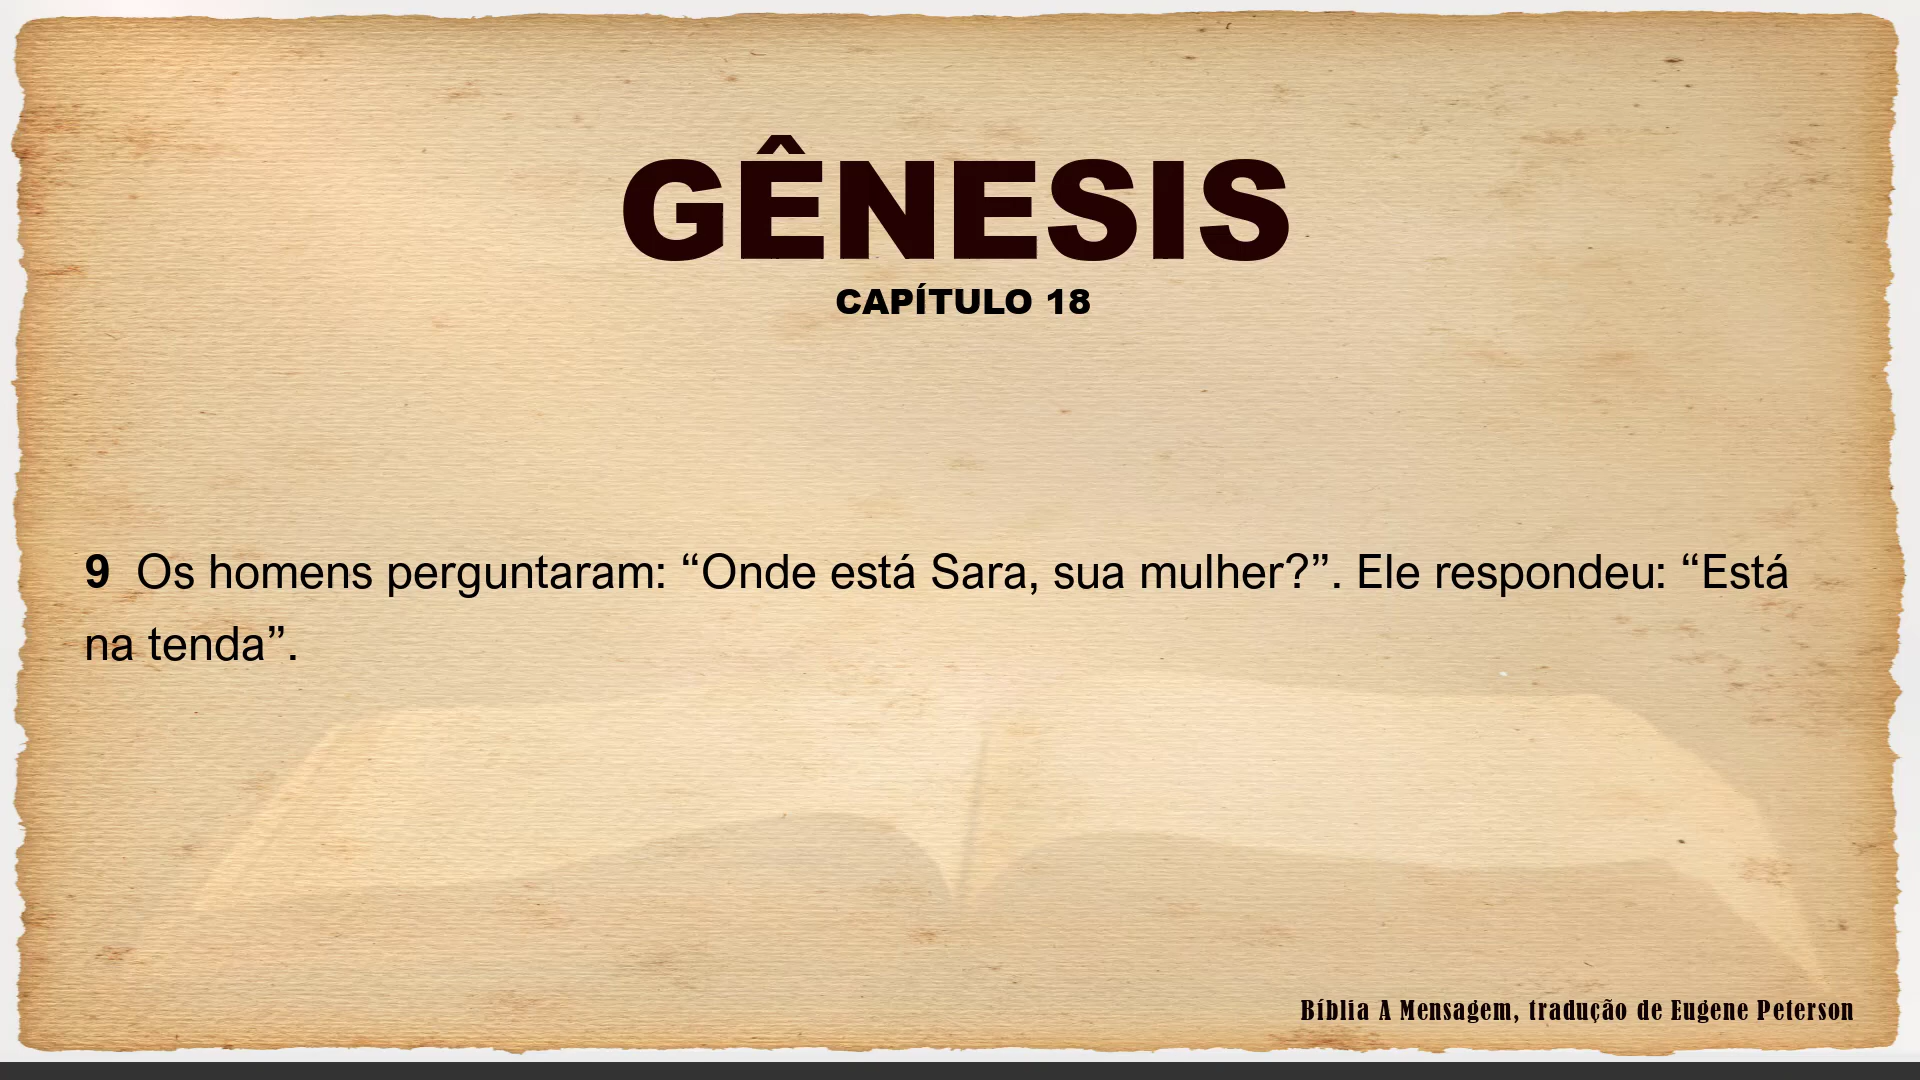 GÊNESIS
CAPÍTULO 18
9 Os homens perguntaram: “Onde está Sara, sua mulher?”. Ele respondeu: “Está
na tenda”.
Bíblia A Mensagem, tradução de Eugene Peterson